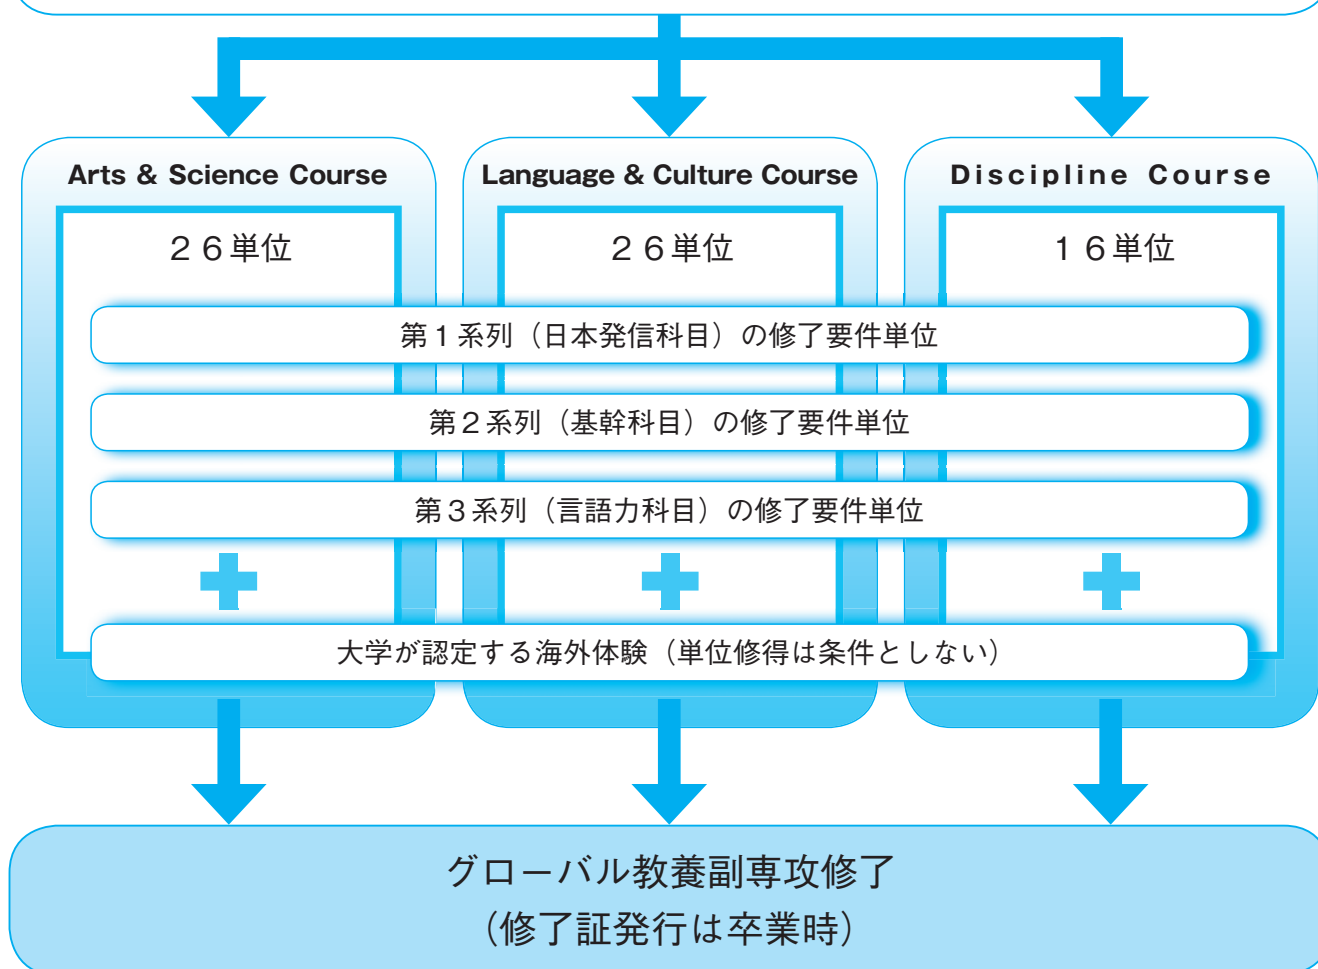 Arts & Science Course
Language & Culture Course
Discipline Course
２６単位
２６単位
１６単位
第１系列（日本発信科目）の修了要件単位
第２系列（基幹科目）の修了要件単位
第３系列（言語力科目）の修了要件単位
大学が認定する海外体験（単位修得は条件としない）
グローバル教養副専攻修了
（修了証発行は卒業時）